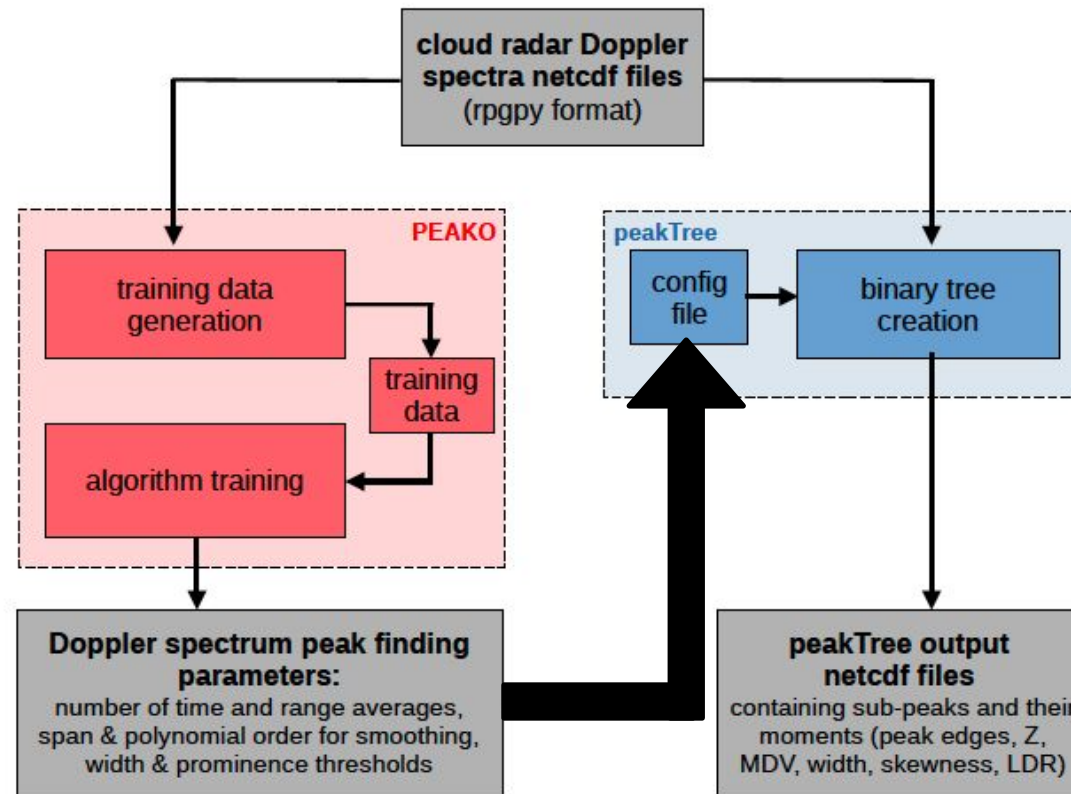 cloud radar Doppler
spectra netcdf files
(rpgpy format)
PEAKO
training data
generation
training
data
algorithm training
peakTree
config
file
binary tree
creation
Doppler spectrum peak finding
parameters:
number of time and range averages,
span & polynomial order for smoothing,
width & prominence thresholds
peakTree output
netcdf files
containing sub-peaks and their
moments (peak edges, Z,
MDV, width, skewness, LDR)